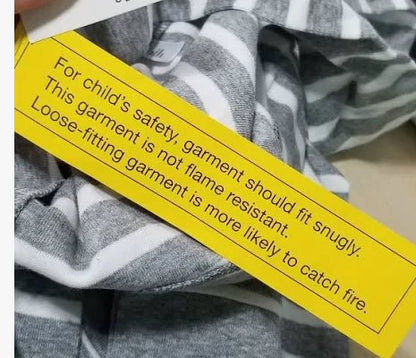 For child's safety, garment should fit snugly.
This garment is not flame resistant.
Loose-fitting garment is more likely to catch fire.